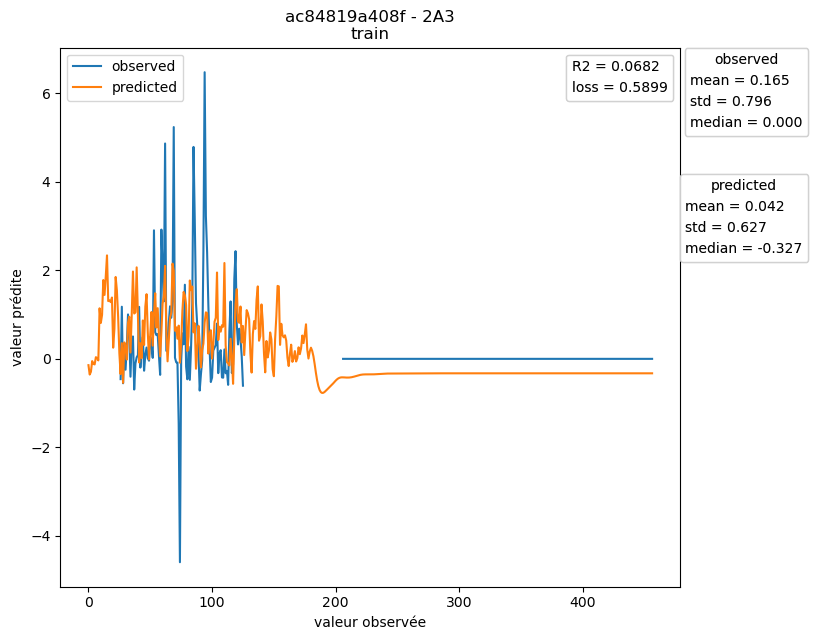 ac84819a408f - 2A3
train
observed
predicted
R2 = 0.0682
loss = 0.5899
observed
mean = 0.165
std = 0.796
median = 0.000
predicted
mean = 0.042
std = 0.627
median = -0.327
valeur prédite
6
4
2
0
−2
−4
0
100
200
300
400
valeur observée